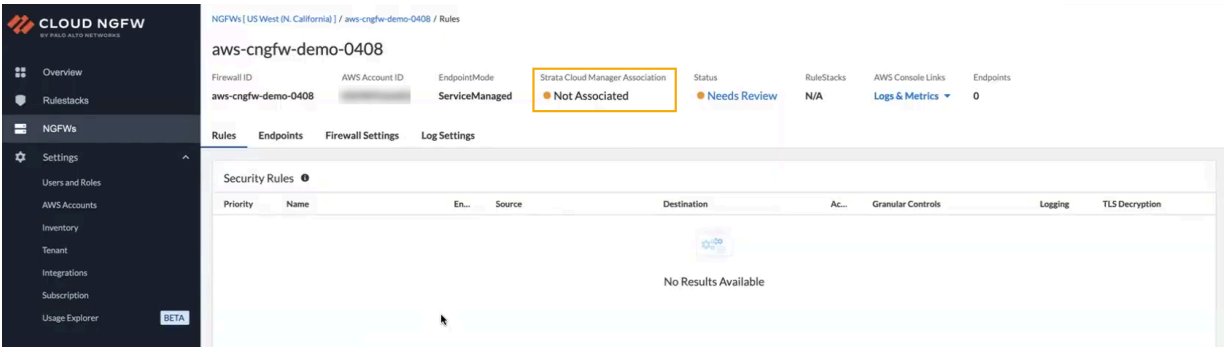 CLOUD NGFW
BY PALO ALTO NETWORKS
Overview
Rulestacks
NGFWs
Settings
Users and Roles
AWS Accounts
Inventory
Tenant
Integrations
Subscription
Usage Explorer BETA
NGFWs [ US West (N. California) ] / aws-cngfw-demo-0408 / Rules
aws-cngfw-demo-0408
Firewall ID AWS Account ID EndpointMode Strata Cloud Manager Association Status RuleStacks AWS Console Links Endpoints
aws-cngfw-demo-0408 ServiceManaged Not Associated Needs Review N/A Logs & Metrics 0
Rules Endpoints Firewall Settings Log Settings
Security Rules
Priority Name En... Source Destination Ac... Granular Controls Logging TLS Decryption
No Results Available